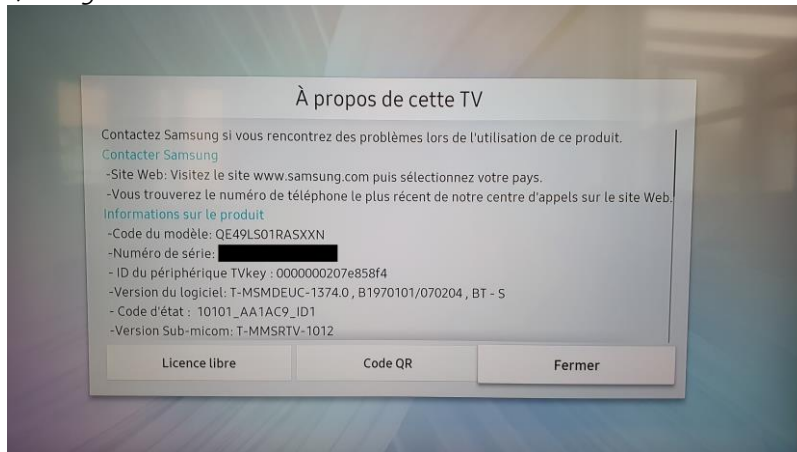 À propos de cette TV
Contactez Samsung si vous rencontrez des problèmes lors de l'utilisation de ce produit.
Contacter Samsung
-Site Web: Visitez le site www.samsung.com puis sélectionnez votre pays.
-Vous trouverez le numéro de téléphone le plus récent de notre centre d'appels sur le site Web.
Informations sur le produit
-Code du modèle: QE49LS01RASXXN
-Numéro de série:
- ID du périphérique TVkey : 0000000207e858f4
-Version du logiciel: T-MSMDEUC-1374.0 , B1970101/070204 , BT - S
- Code d'état : 10101_AA1AC9_ID1
-Version Sub-micom: T-MMSRTV-1012
Licence libre
Code QR
Fermer